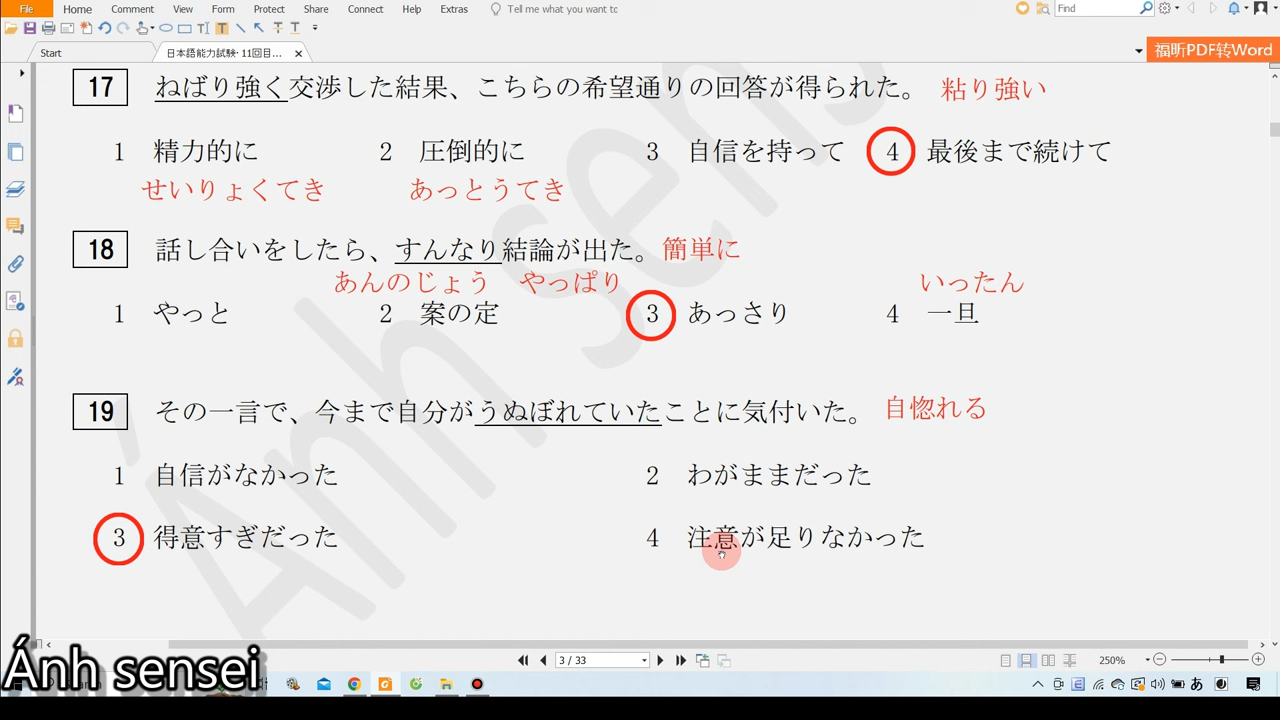 File Home Comment View Form Protect Share Connect Help Extras Tell me what you want tc Find
Start 日本語能力試験· 11回目... 福昕PDF转Word
17 ねばり強く交渉した結果、こちらの希望通りの回答が得られた。 粘り強い
1 精力的に 2 圧倒的に 3 自信を持って 4 最後まで続けて
せいりょくてき あっとうてき
18 話し合いをしたら、すんなり結論が出た。 簡単に
あんのじょう やっぱり いったん
1 やっと 2 案の定 3 あっさり 4 一旦
19 その一言で、今まで自分がうぬぼれていたことに気付いた。 自惚れる
1 自信がなかった 2 わがままだった
3 得意すぎだった 4 注意が足りなかった
Ánh sens
Ánh sensei
3 / 33 250%
あ